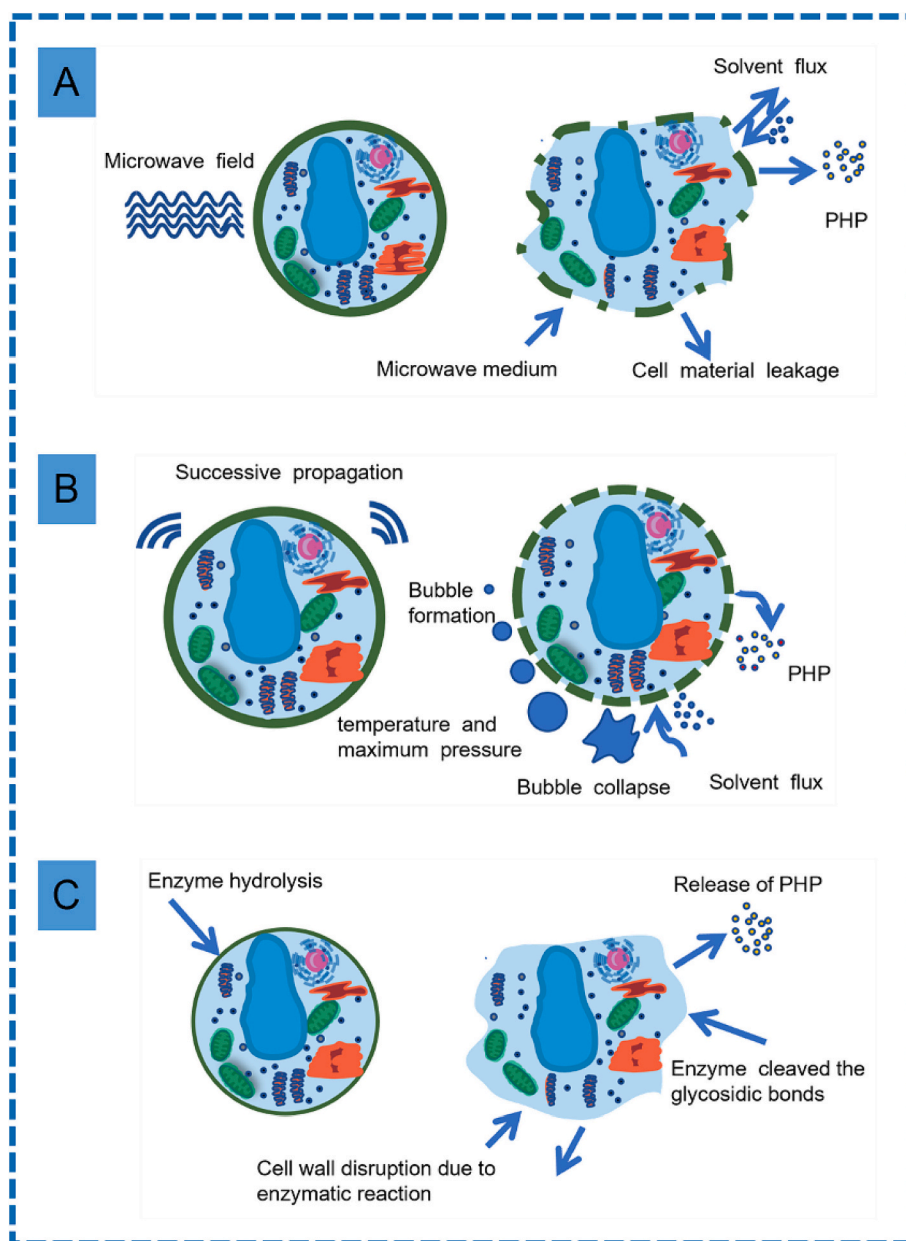 A
Solvent flux
Microwave field
PHP
Microwave medium
Cell material leakage
B
Successive propagation
Bubble
formation
PHP
temperature and
maximum pressure
Bubble collapse
Solvent flux
C
Enzyme hydrolysis
Release of PHP
Enzyme cleaved the
glycosidic bonds
Cell wall disruption due to
enzymatic reaction